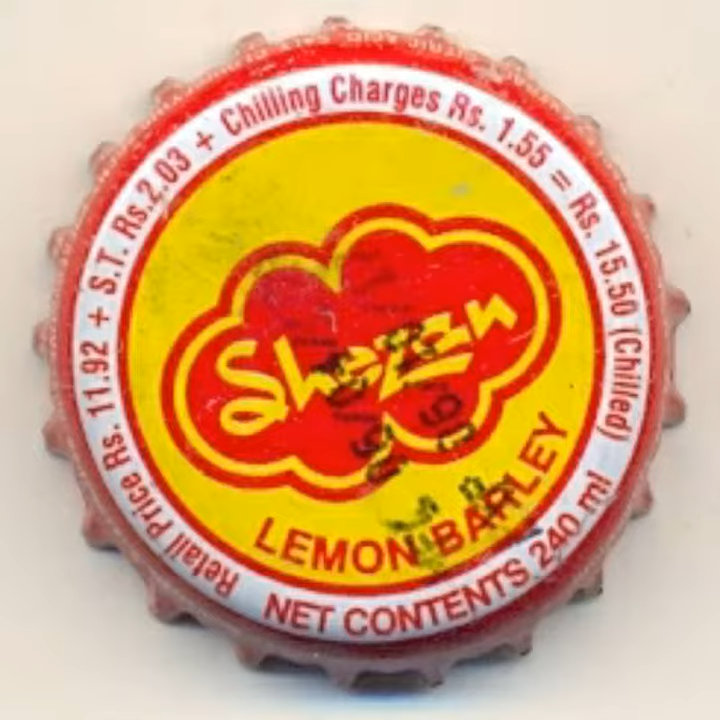 Retail Price Rs. 11.92 + S.T. Rs.2.03 + Chilling Charges Rs. 1.55 = Rs. 15.50 (Chilled)
Shezan
LEMON BARLEY
NET CONTENTS 240 ml